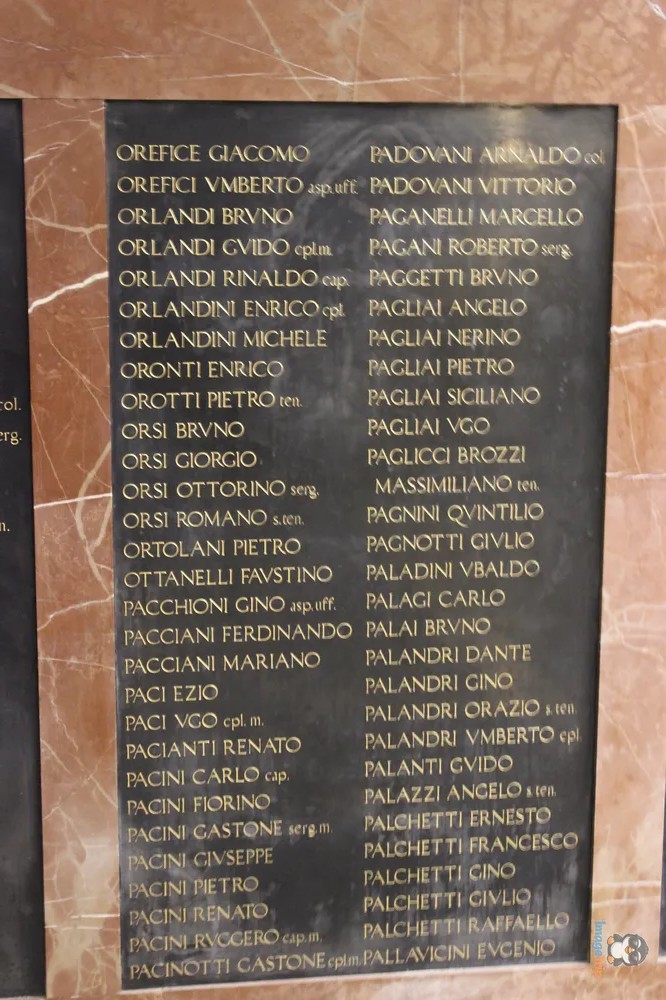 OREFICE GIACOMO
OREFICI VMBERTO asp.uff.
ORLANDI BRVNO
ORLANDI GVIDO cpl.m.
ORLANDI RINALDO cap.
ORLANDINI ENRICO cpl.
ORLANDINI MICHELE
ORONTI ENRICO
OROTTI PIETRO ten.
ORSI BRVNO
ORSI GIORGIO
ORSI OTTORINO serg.
ORSI ROMANO s.ten.
ORTOLANI PIETRO
OTTANELLI FAVSTINO
PACCHIONI GINO asp.uff.
PACCIANI FERDINANDO
PACCIANI MARIANO
PACI EZIO
PACI VGO cpl. m.
PACIANTI RENATO
PACINI CARLO cap.
PACINI FIORINO
PACINI GASTONE serg.m.
PACINI GIVSEPPE
PACINI PIETRO
PACINI RENATO
PACINI RVGGERO cap.m.
PACINOTTI GASTONE cpl.m.
PADOVANI ARNALDO col.
PADOVANI VITTORIO
PAGANELLI MARCELLO
PAGANI ROBERTO serg.
PAGGETTI BRVNO
PAGLIAI ANGELO
PAGLIAI NERINO
PAGLIAI PIETRO
PAGLIAI SICILIANO
PAGLIAI VGO
PAGLICCI BROZZI
MASSIMILIANO ten.
PAGNINI QVINTILIO
PAGNOTTI GIVLIO
PALADINI VBALDO
PALAGI CARLO
PALAI BRVNO
PALANDRI DANTE
PALANDRI GINO
PALANDRI ORAZIO s.ten.
PALANDRI VMBERTO cpl.
PALANTI GVIDO
PALAZZI ANGELO s.ten.
PALCHETTI ERNESTO
PALCHETTI FRANCESCO
PALCHETTI GINO
PALCHETTI GIVLIO
PALCHETTI RAFFAELLO
PALLAVICINI EVGENIO